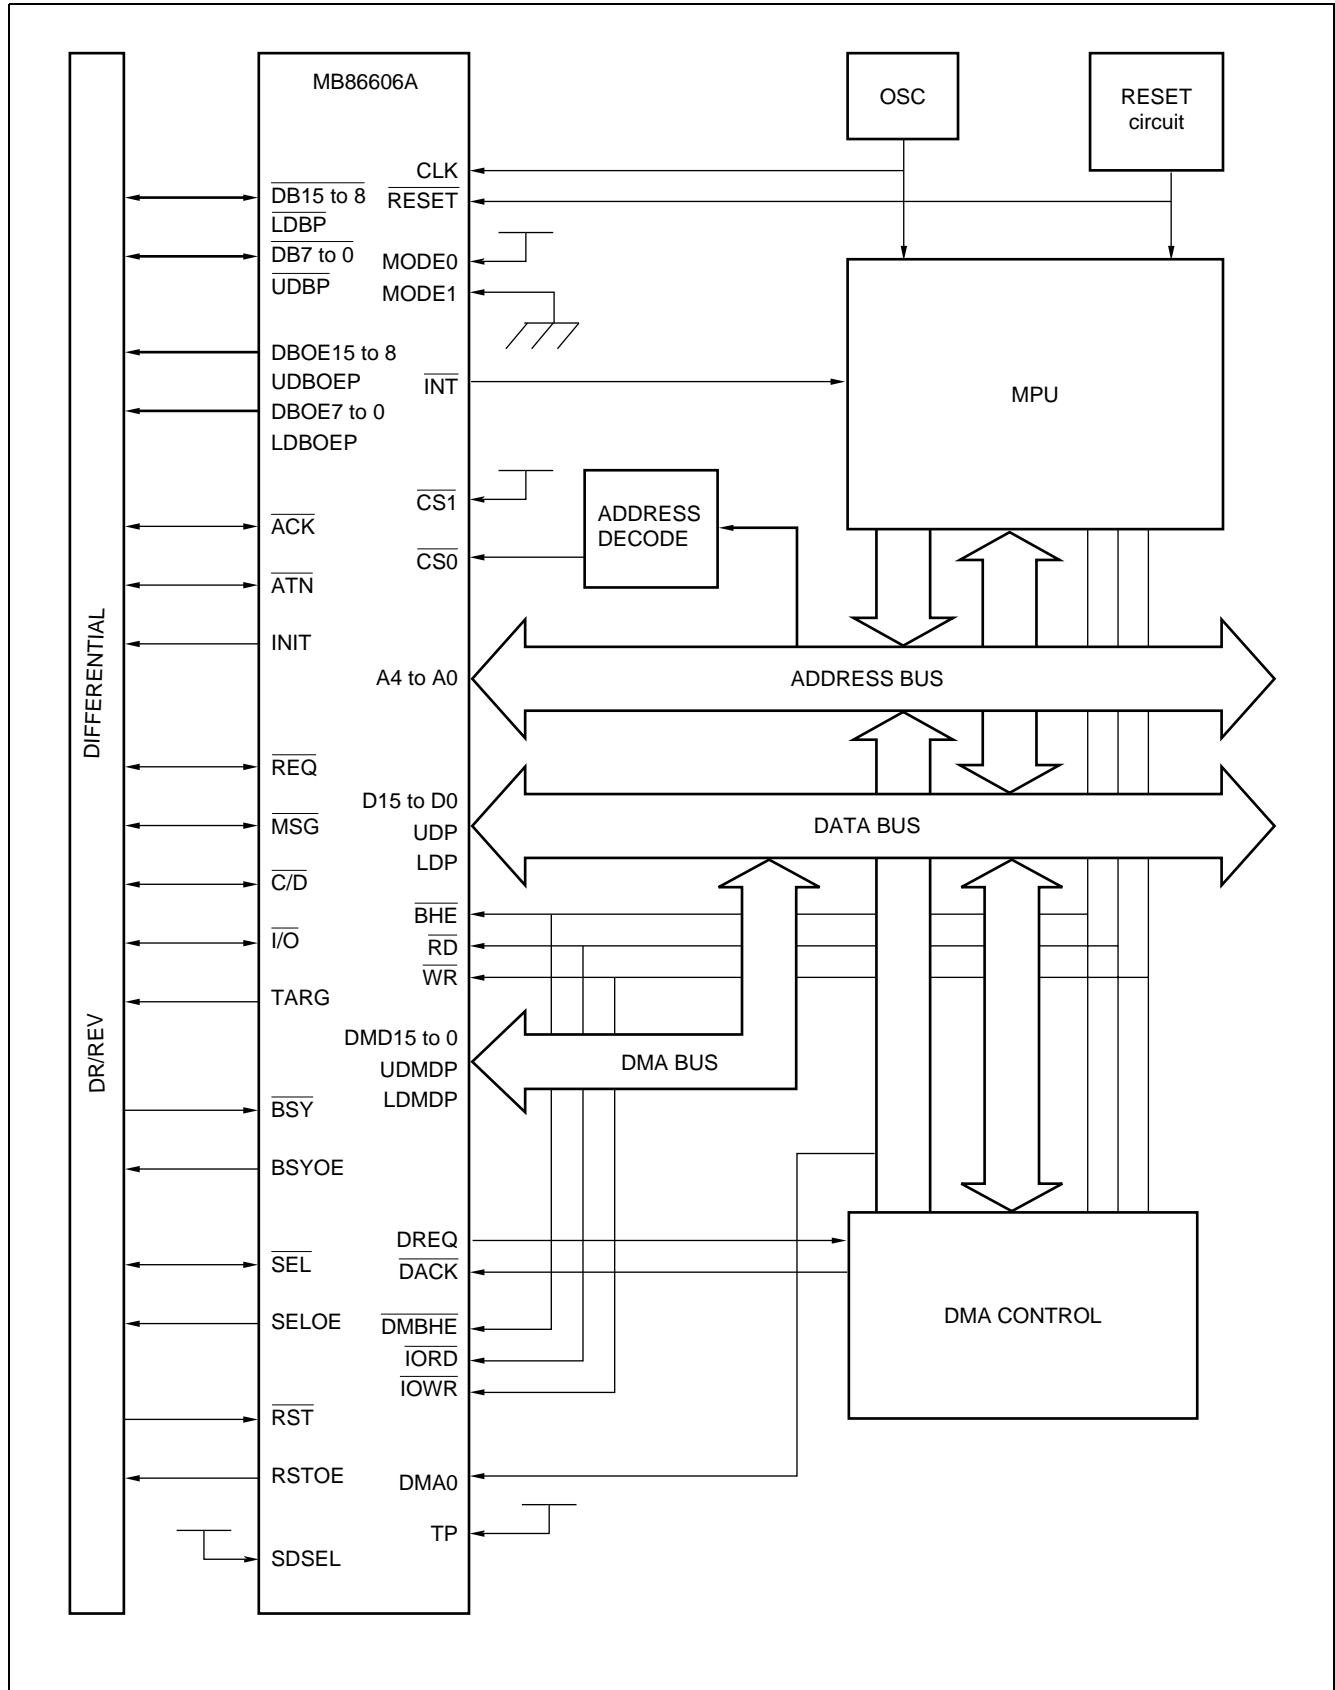 MB86606A
OSC
RESET
circuit
CLK
RESET
DB15 to 8
LDBP
DB7 to 0
UDBP
MODE0
MODE1
DBOE15 to 8
UDBOEP
DBOE7 to 0
LDBOEP
INT
MPU
CS1
CS0
ADDRESS
DECODE
ACK
ATN
INIT
A4 to A0
ADDRESS BUS
DIFFERENTIAL
DR/REV
REQ
MSG
C/D
I/O
TARG
D15 to D0
UDP
LDP
DATA BUS
BHE
RD
WR
DMD15 to 0
UDMDP
LDMDP
DMA BUS
BSY
BSYOE
SEL
SELOE
RST
RSTOE
SDSEL
DREQ
DACK
DMBHE
IORD
IOWR
DMA0
TP
DMA CONTROL